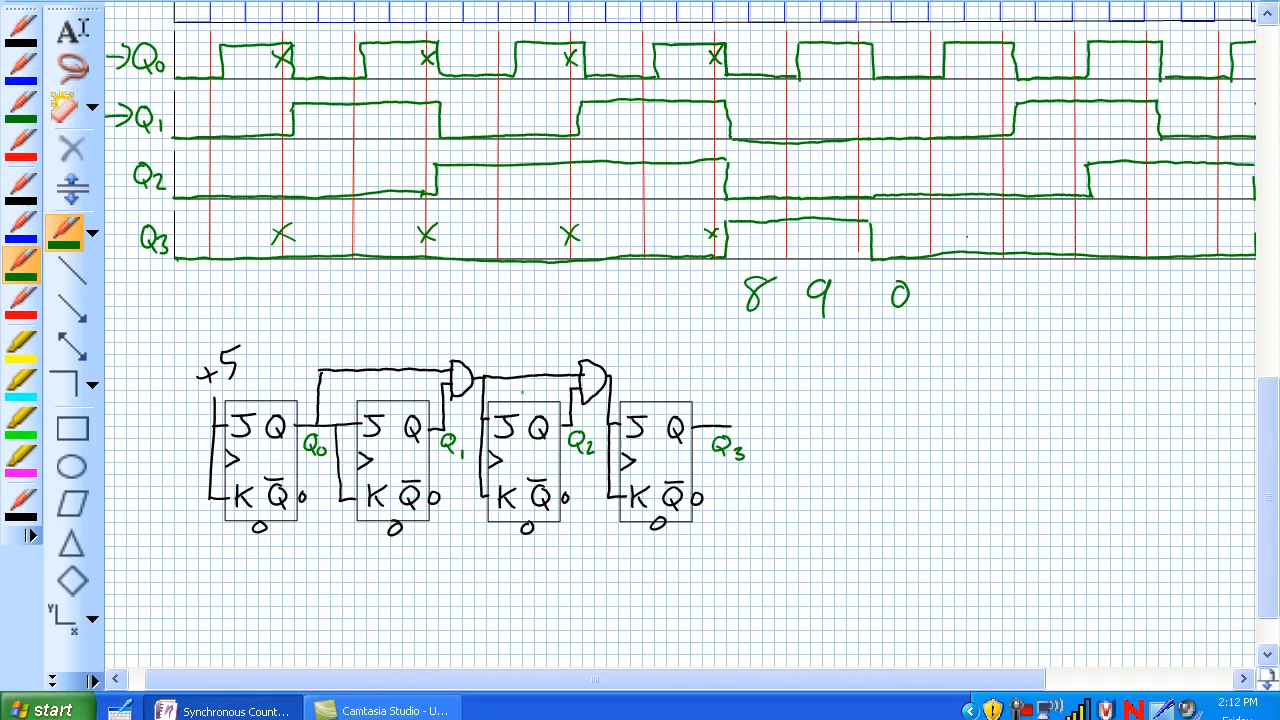 →Q0 X X X X
→Q1
Q2
Q3 X X X X
8 9 0
+5
J Q J Q J Q J Q
Q0 Q1 Q2 Q3
> > > >
K Q̅ K Q̅ K Q̅ K Q̅
A
Y
x
start
Synchronous Count...
Camtasia Studio - U...
2:12 PM